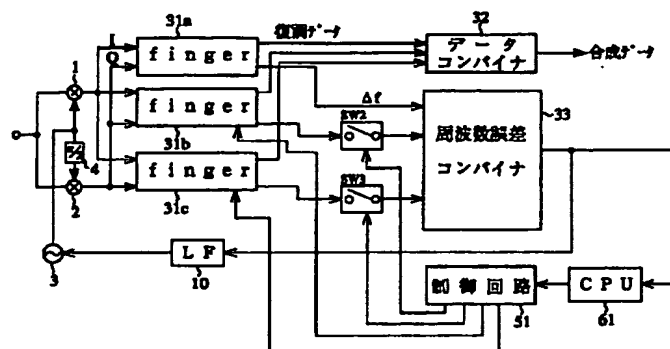 31a
finger
復調データ
32
データ
コンバイナ
合成データ
I
Q
1
Δf
33
finger
31b
SW2
周波数誤差
コンバイナ
π/2
4
2
finger
31c
SW3
3
LF
10
制御回路
51
CPU
61